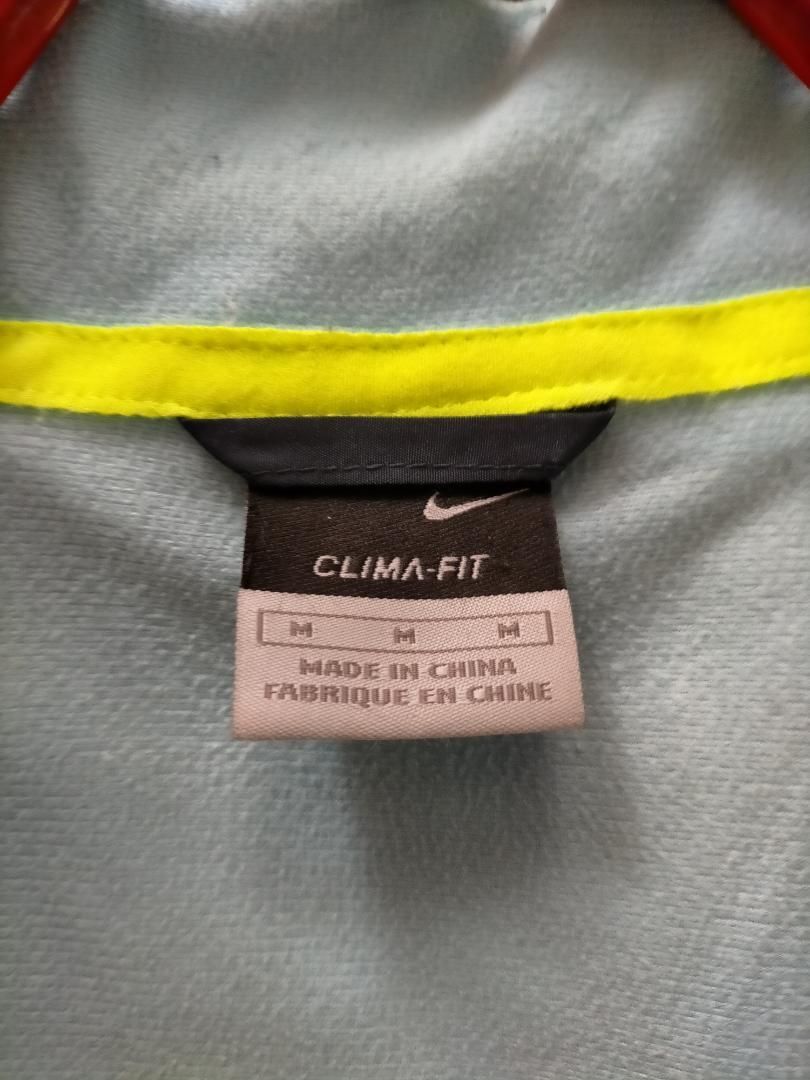 CLIMA-FIT
M M M
MADE IN CHINA
FABRIQUE EN CHINE